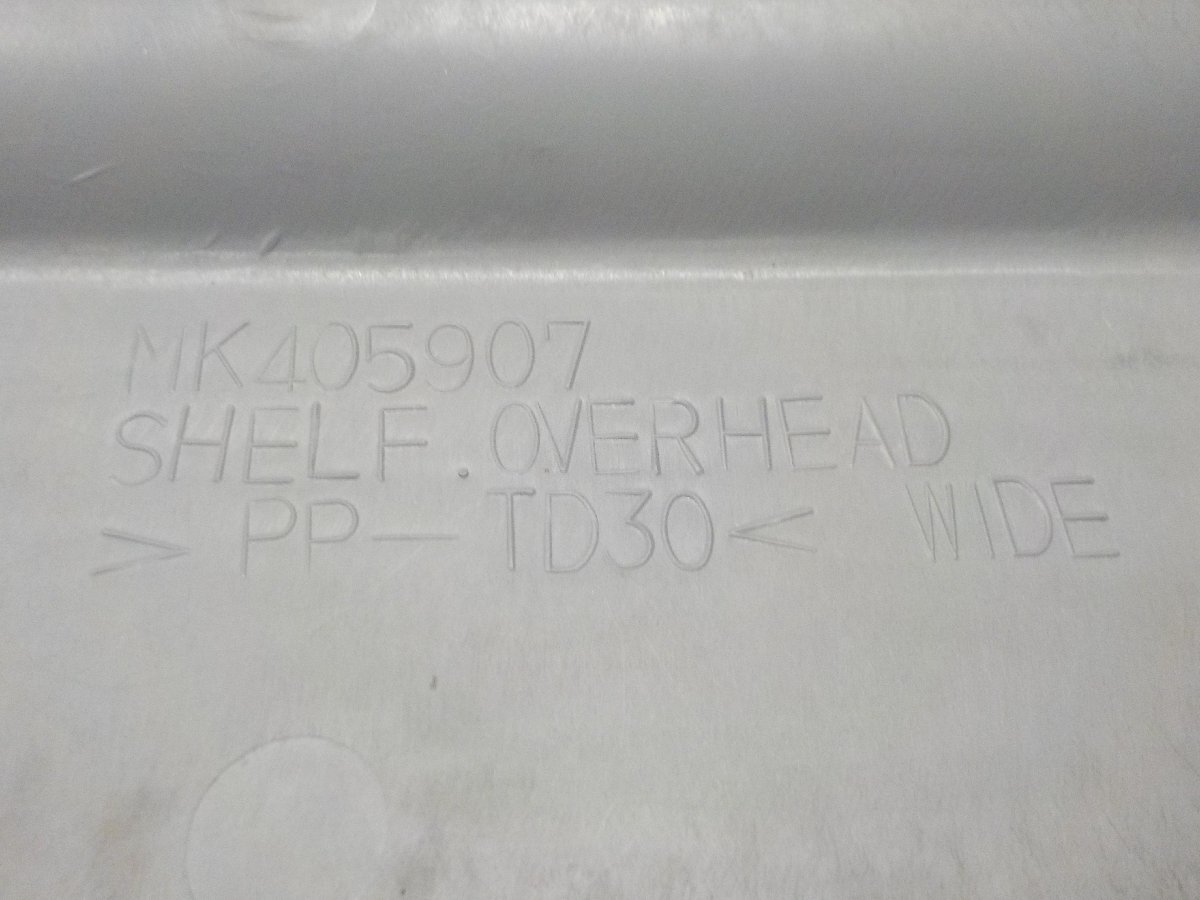 MK405907
SHELF.OVERHEAD
>PP-TD30< WIDE